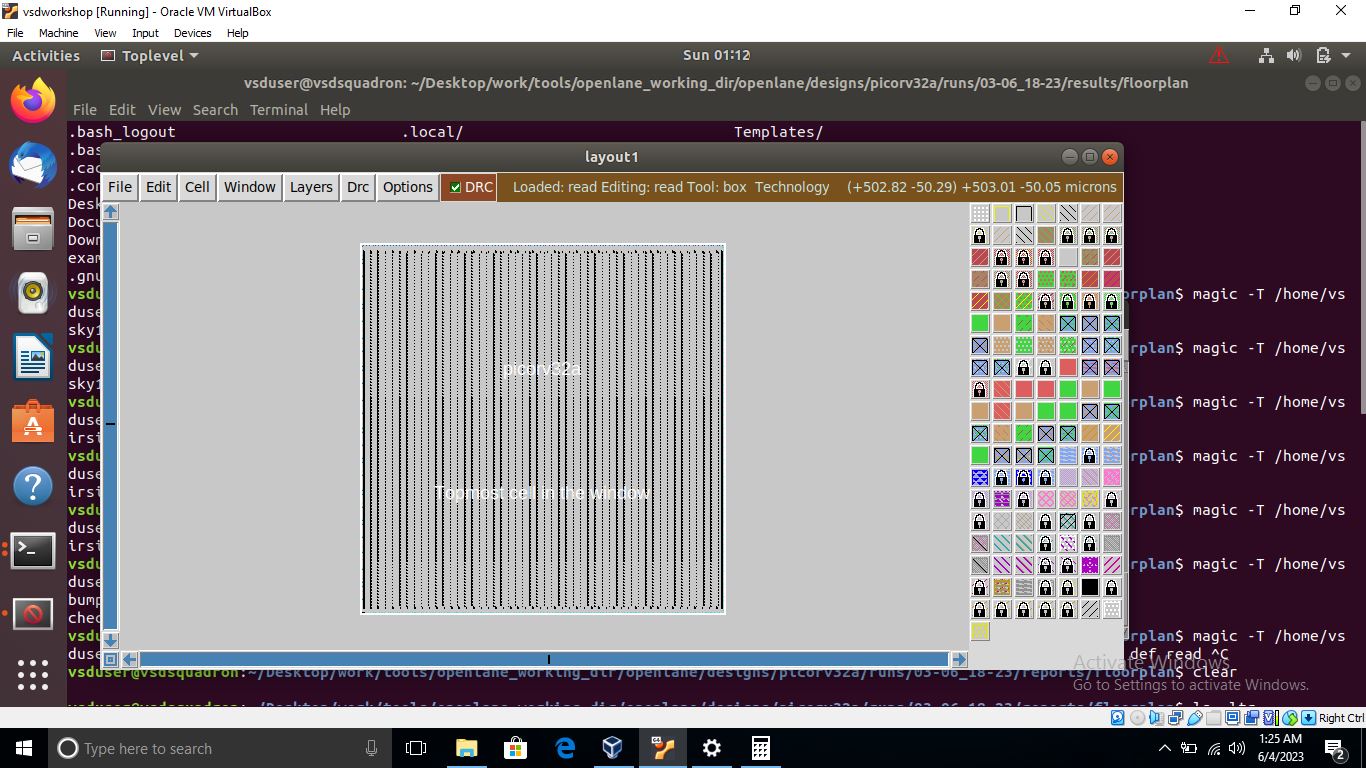 vsdworkshop [Running] - Oracle VM VirtualBox
File Machine View Input Devices Help
Activities Toplevel Sun 01:12
vsduser@vsdsquadron: ~/Desktop/work/tools/openlane_working_dir/openlane/designs/picorv32a/runs/03-06_18-23/results/floorplan
File Edit View Search Terminal Help
.bash_logout .local/ Templates/
.bas
layout1
.cac
.con
File Edit Cell Window Layers Drc Options DRC Loaded: read Editing: read Tool: box Technology (+502.82 -50.29) +503.01 -50.05 microns
Desk
Docu
Down
exam
.gnu
vsdu orplan$ magic -T /home/vs
duse
sky1
vsdu rplan$ magic -T /home/vs
duse
picorv32a
sky1
vsdu rplan$ magic -T /home/vs
duse
irsi
vsdu rplan$ magic -T /home/vs
duse
Topmost cell in the window
irsi
vsdu rplan$ magic -T /home/vs
duse
irsi
vsdu rplan$ magic -T /home/vs
duse
bump
chec
vsdu rplan$ magic -T /home/vs
duse def read ^C
vsduser@vsdsquadron:~/Desktop/work/tools/openlane_working_dir/openlane/designs/picorv32a/runs/03-06_18-23/reports/floorplan$ clear
Activate Windows
Go to Settings to activate Windows.
Right Ctrl
Type here to search
1:25 AM
6/4/2023
2